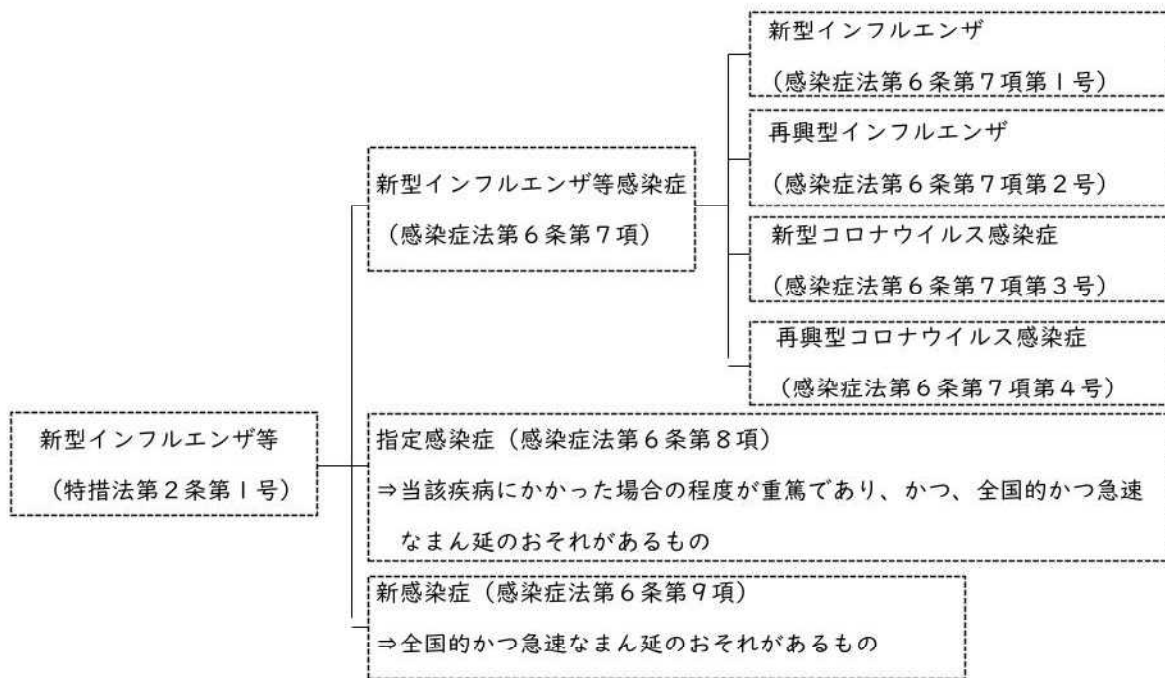 新型インフルエンザ
(感染症法第6条第7項第1号)
再興型インフルエンザ
(感染症法第6条第7項第2号)
新型インフルエンザ等感染症
(感染症法第6条第7項)
新型コロナウイルス感染症
(感染症法第6条第7項第3号)
再興型コロナウイルス感染症
(感染症法第6条第7項第4号)
新型インフルエンザ等
(特措法第2条第1号)
指定感染症(感染症法第6条第8項)
⇒当該疾病にかかった場合の程度が重篤であり、かつ、全国的かつ急速
なまん延のおそれがあるもの
新感染症(感染症法第6条第9項)
⇒全国的かつ急速なまん延のおそれがあるもの